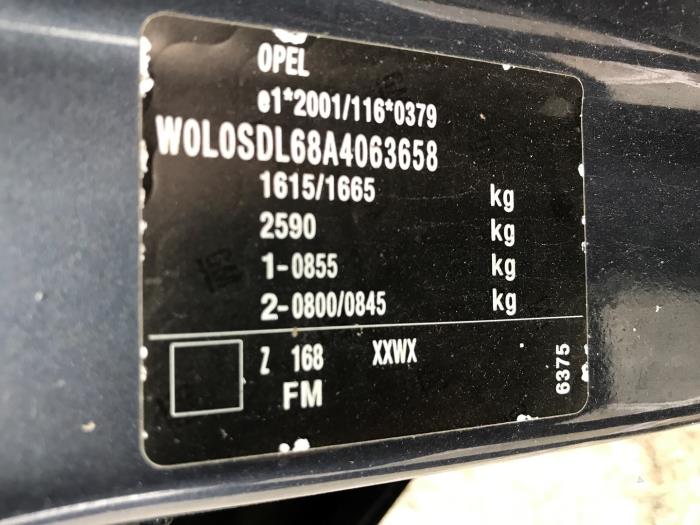 OPEL
e1*2001/116*0379
W0L0SDL68A4063658
1615/1665 kg
2590 kg
1-0855 kg
2-0800/0845 kg
Z 168 XXWX
FM
6375